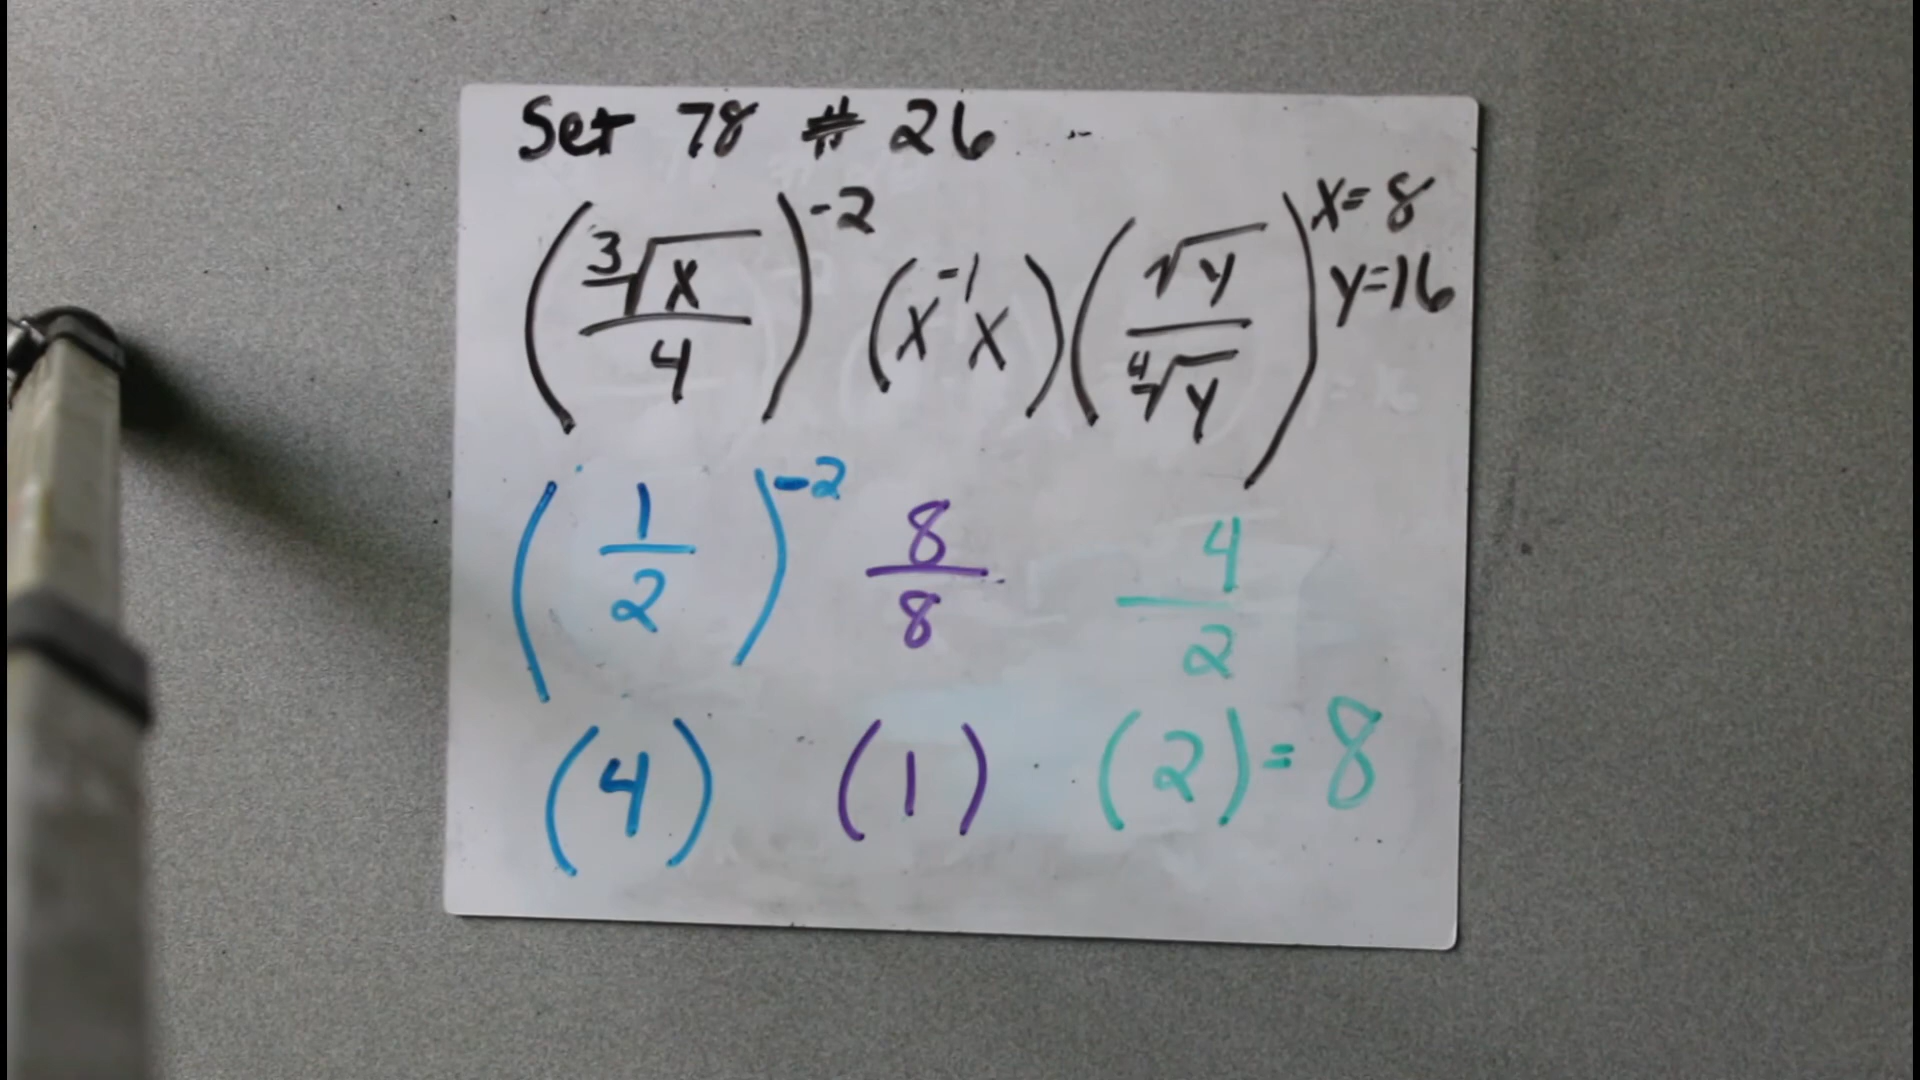 Set 78 # 26
(∛x / 4)⁻² (x⁻¹ x) (√y / ∜y) x = 8
y = 16
(1/2)⁻² 8/8 4/2
(4) (1) (2) = 8